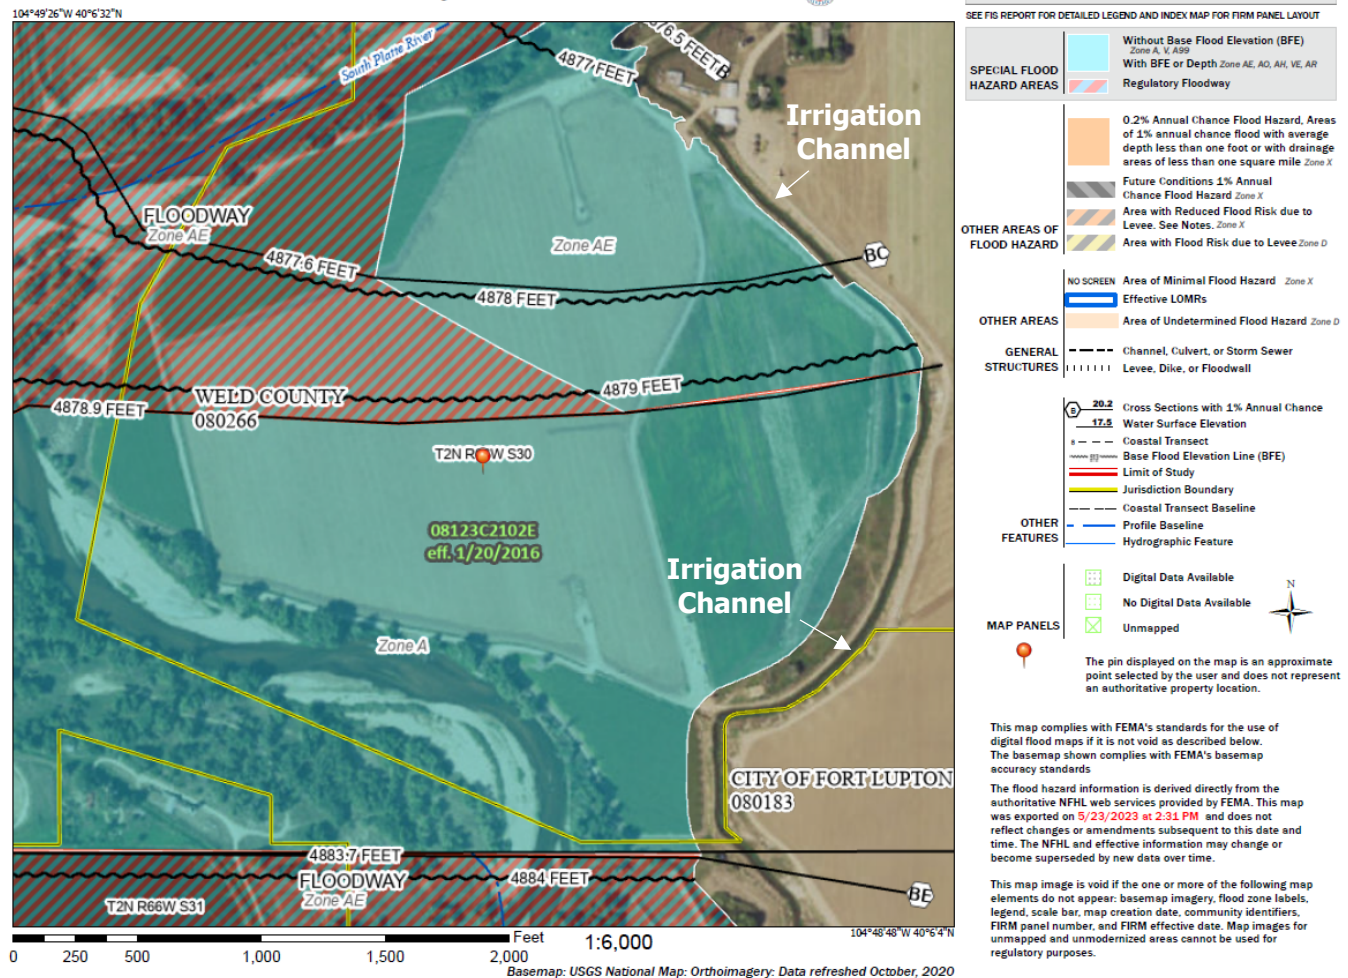 104°49'26"W 40°6'32"N
SEE FIS REPORT FOR DETAILED LEGEND AND INDEX MAP FOR FIRM PANEL LAYOUT
South Platte River
4877 FEET
76.5 FEET
B
Irrigation
Channel
FLOODWAY
Zone AE
Zone AE
BC
4877.6 FEET
4878 FEET
4879 FEET
WELD COUNTY
080266
4878.9 FEET
T2N R W S30
08123C2102E
eff. 1/20/2016
Irrigation
Channel
Zone A
CITY OF FORT LUPTON
080183
4883.7 FEET
FLOODWAY
Zone AE
4884 FEET
BE
T2N R66W S31
104°48'48"W 40°6'4"N
Feet
1:6,000
0 250 500 1,000 1,500 2,000
Basemap: USGS National Map: Orthoimagery: Data refreshed October, 2020
SPECIAL FLOOD
HAZARD AREAS
Without Base Flood Elevation (BFE)
Zone A, V, A99
With BFE or Depth Zone AE, AO, AH, VE, AR
Regulatory Floodway
0.2% Annual Chance Flood Hazard, Areas
of 1% annual chance flood with average
depth less than one foot or with drainage
areas of less than one square mile Zone X
Future Conditions 1% Annual
Chance Flood Hazard Zone X
Area with Reduced Flood Risk due to
Levee. See Notes. Zone X
Area with Flood Risk due to Levee Zone D
OTHER AREAS OF
FLOOD HAZARD
NO SCREEN Area of Minimal Flood Hazard Zone X
Effective LOMRs
OTHER AREAS
Area of Undetermined Flood Hazard Zone D
GENERAL
STRUCTURES
Channel, Culvert, or Storm Sewer
Levee, Dike, or Floodwall
B 20.2 Cross Sections with 1% Annual Chance
17.5 Water Surface Elevation
8 Coastal Transect
Base Flood Elevation Line (BFE)
Limit of Study
Jurisdiction Boundary
Coastal Transect Baseline
OTHER
FEATURES
Profile Baseline
Hydrographic Feature
Digital Data Available
No Digital Data Available
Unmapped
N
MAP PANELS
The pin displayed on the map is an approximate
point selected by the user and does not represent
an authoritative property location.
This map complies with FEMA's standards for the use of
digital flood maps if it is not void as described below.
The basemap shown complies with FEMA's basemap
accuracy standards
The flood hazard information is derived directly from the
authoritative NFHL web services provided by FEMA. This map
was exported on 5/23/2023 at 2:31 PM and does not
reflect changes or amendments subsequent to this date and
time. The NFHL and effective information may change or
become superseded by new data over time.
This map image is void if the one or more of the following map
elements do not appear: basemap imagery, flood zone labels,
legend, scale bar, map creation date, community identifiers,
FIRM panel number, and FIRM effective date. Map images for
unmapped and unmodernized areas cannot be used for
regulatory purposes.